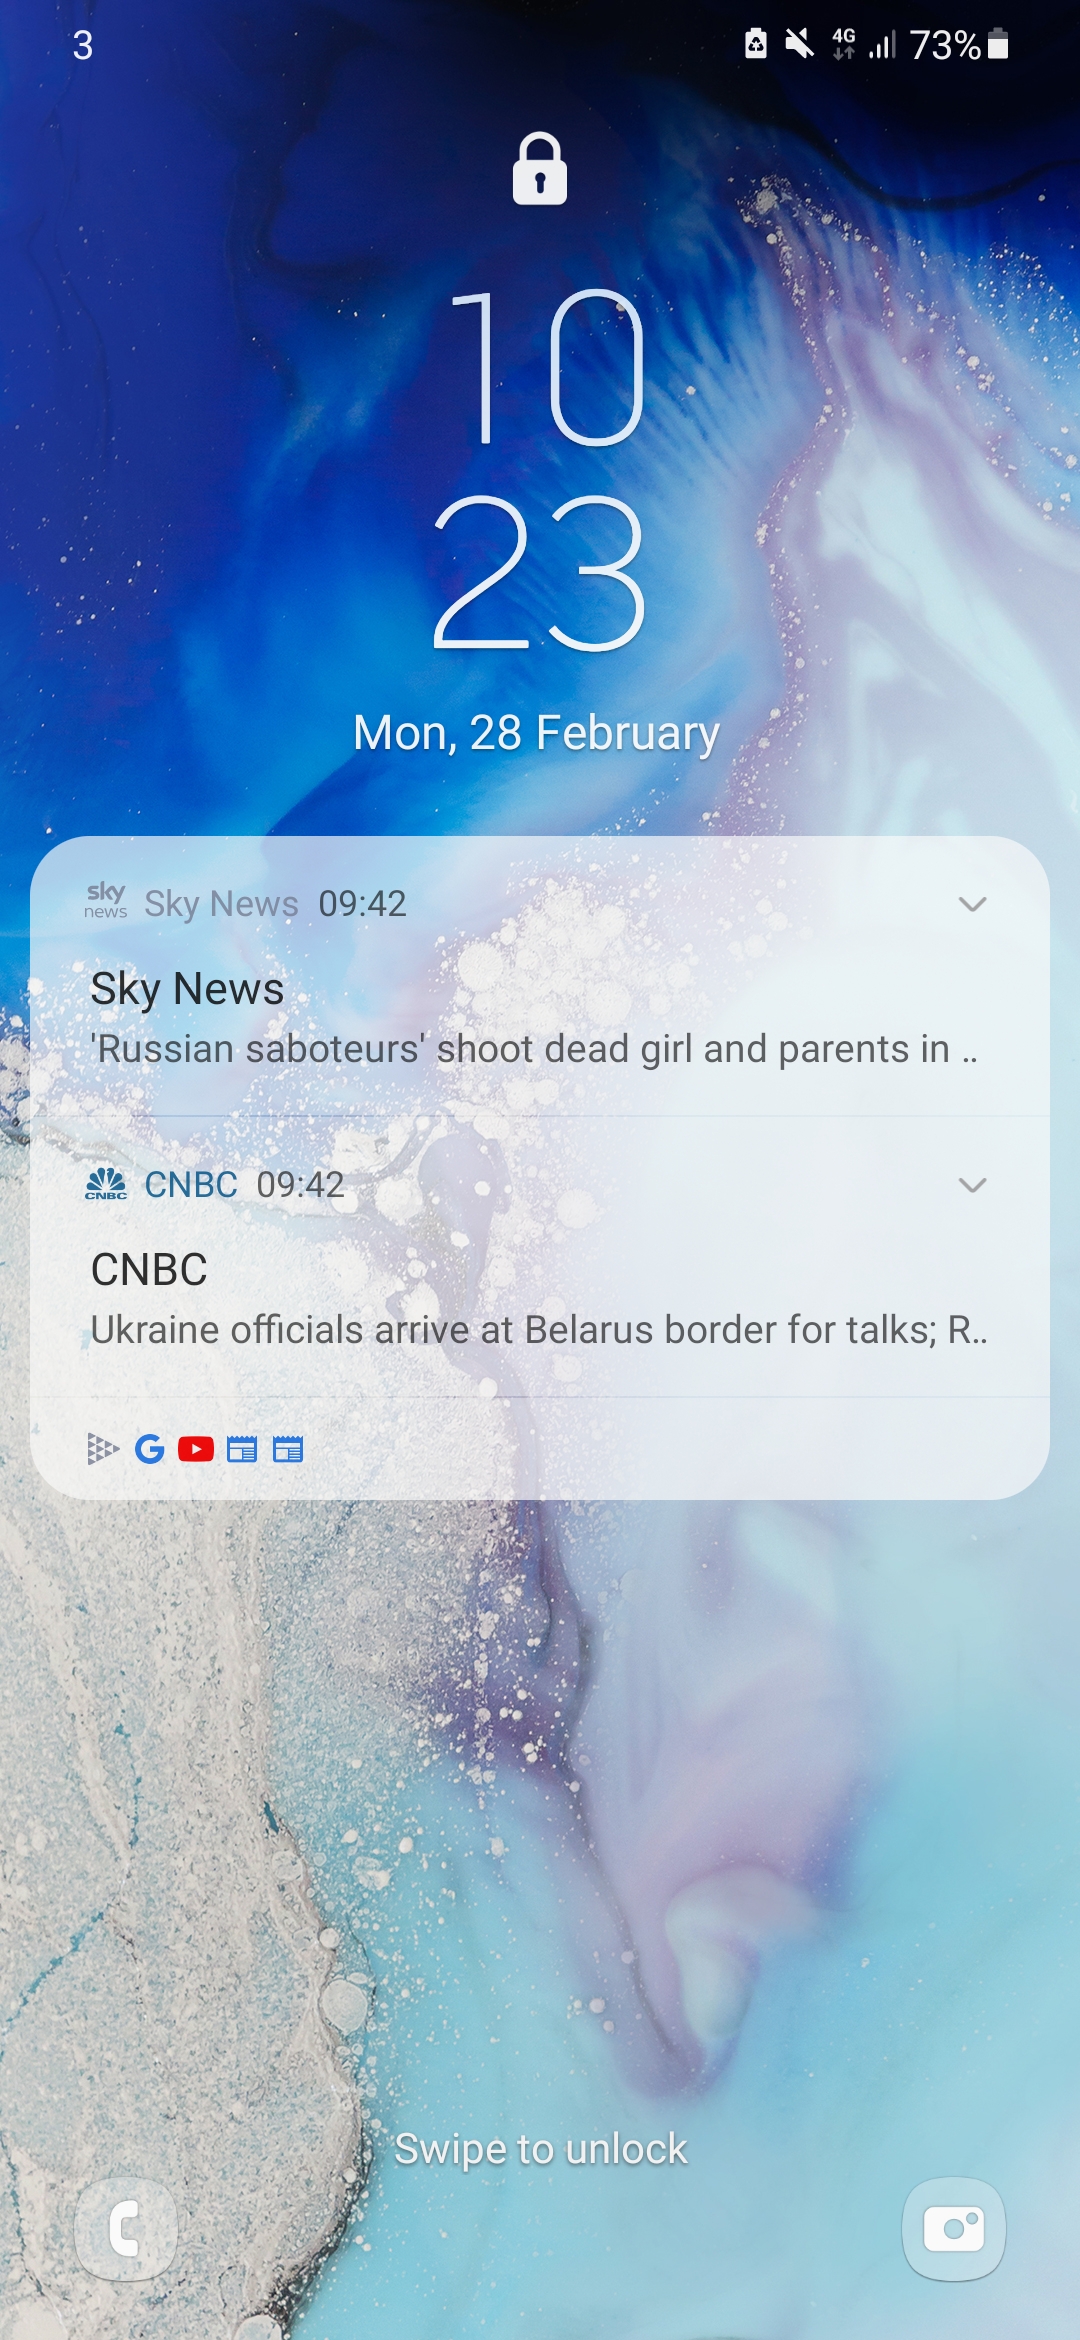 3
4G
73%
10
23
Mon, 28 February
sky
news
Sky News 09:42
Sky News
'Russian saboteurs' shoot dead girl and parents in ..
CNBC
CNBC 09:42
CNBC
Ukraine officials arrive at Belarus border for talks; R..
G
Swipe to unlock